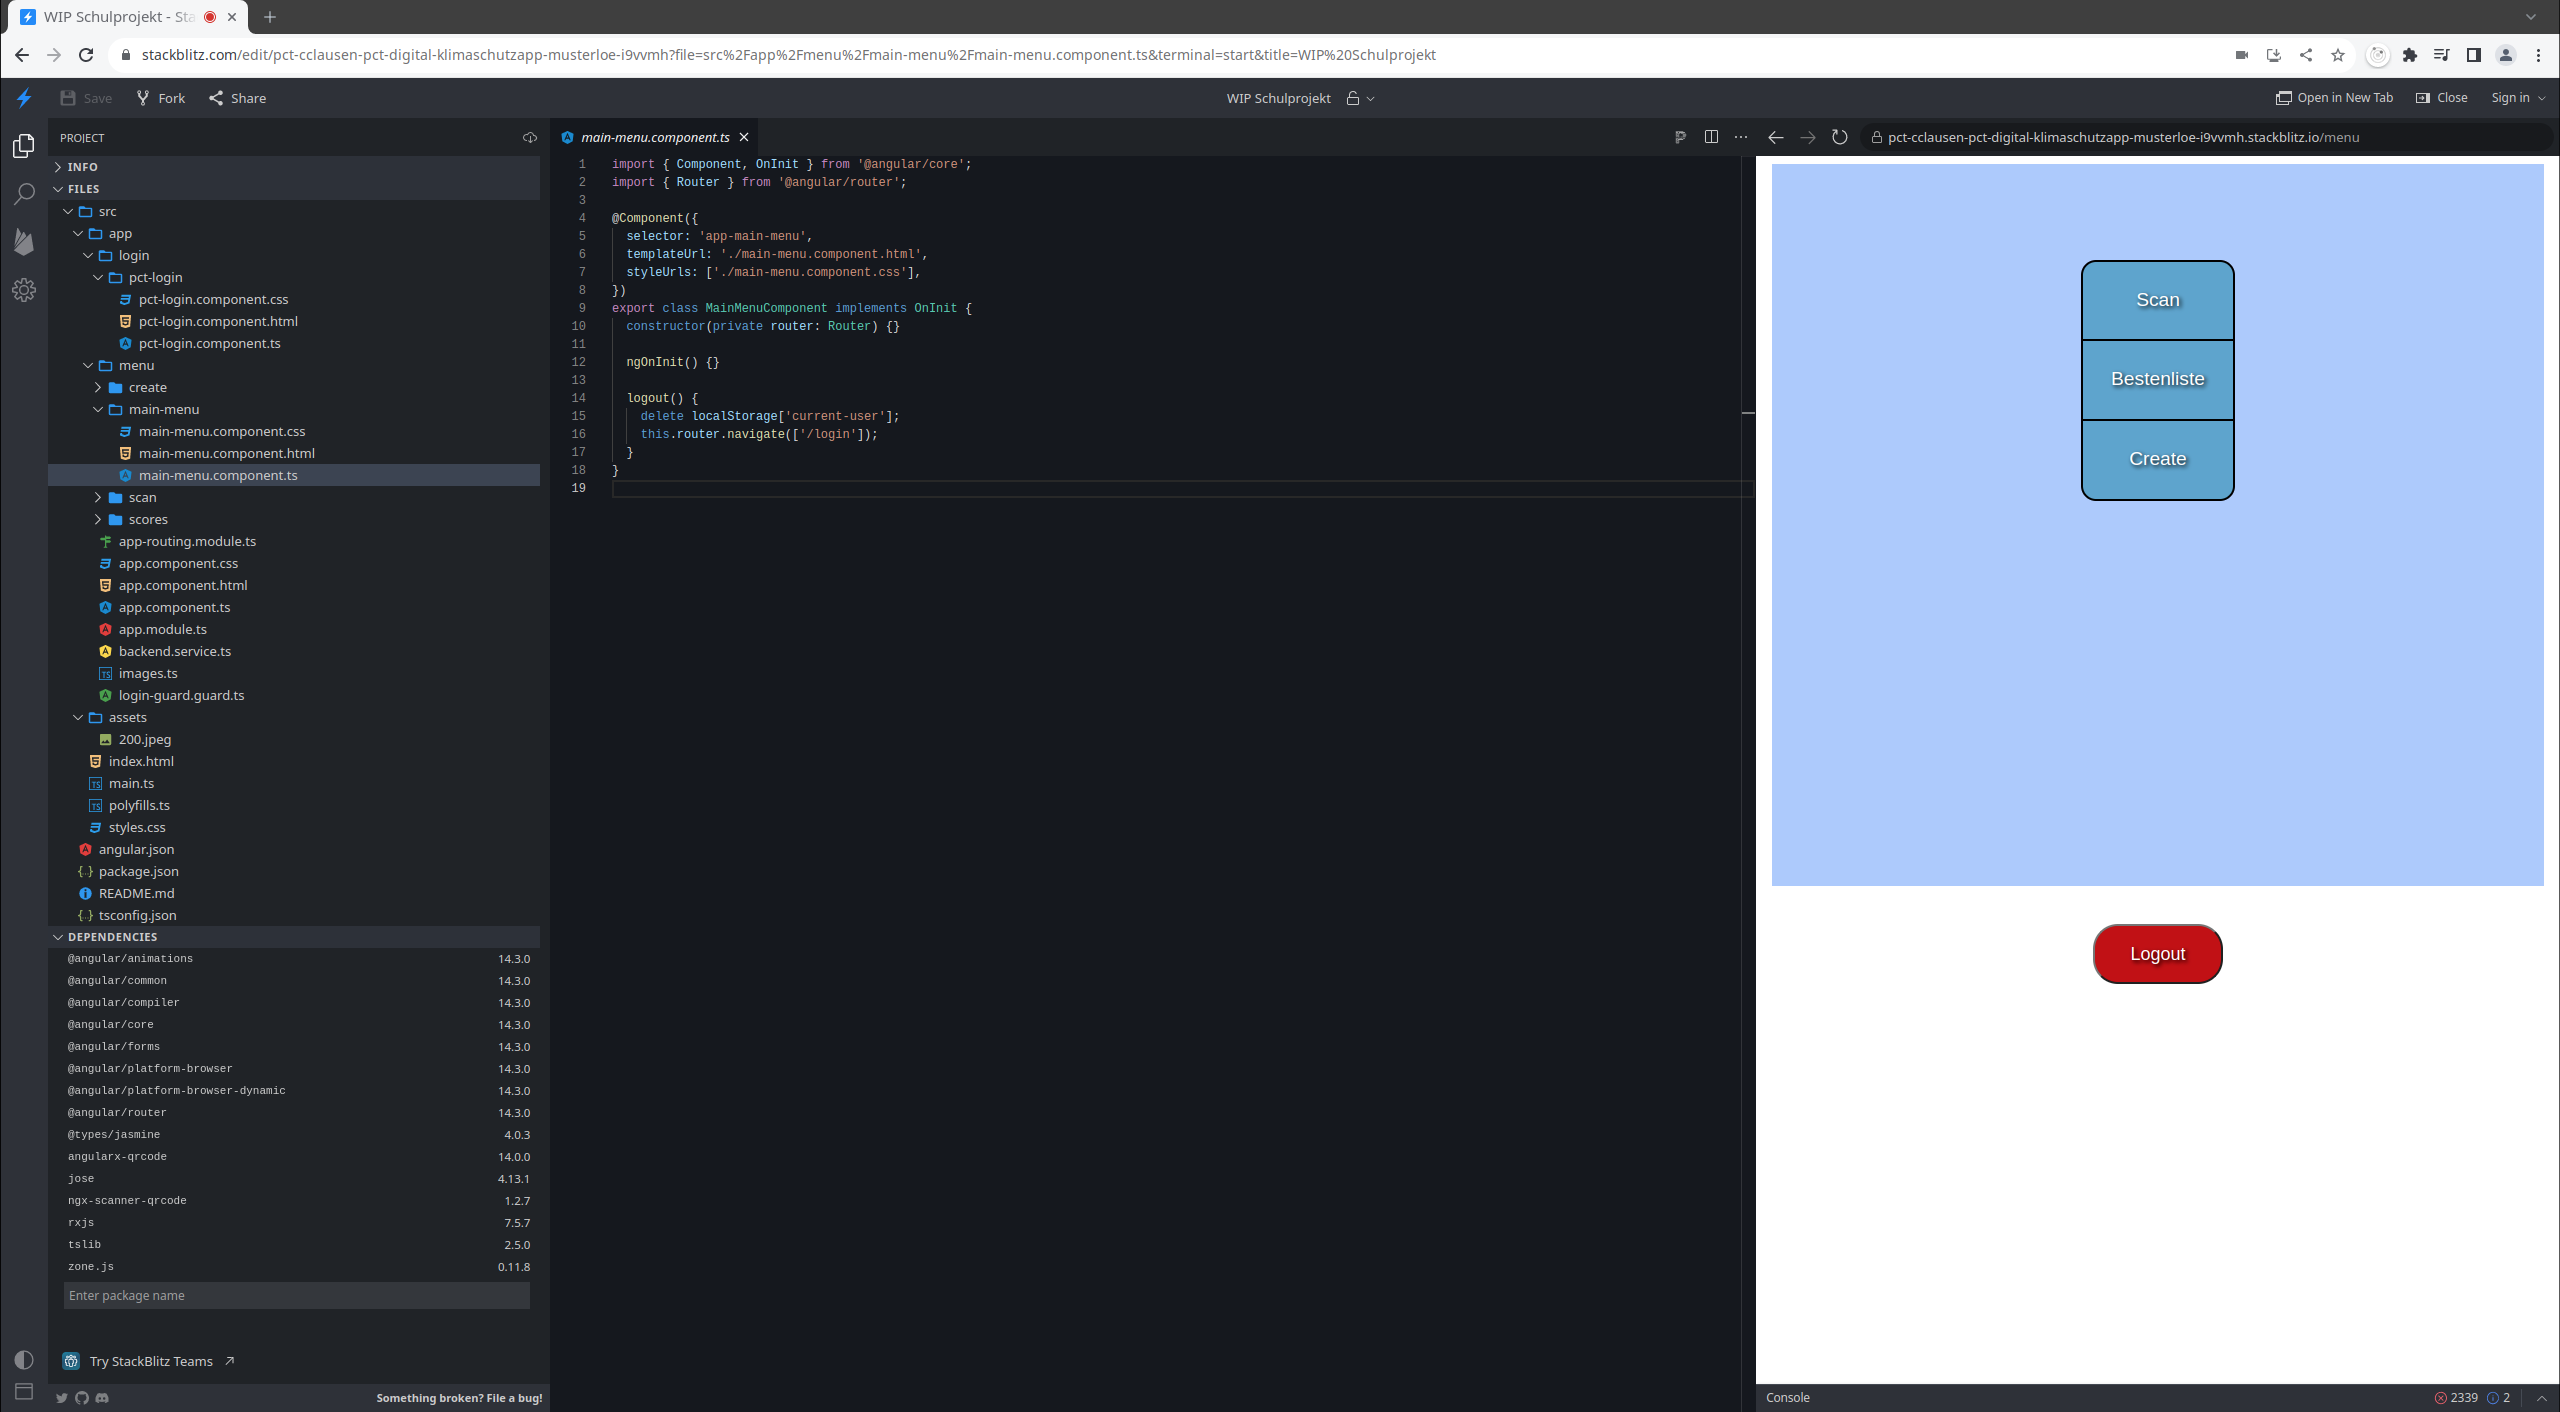 WIP Schulprojekt - Sta
stackblitz.com/edit/pct-cclausen-pct-digital-klimaschutzapp-musterloe-i9vvmh?file=src%2Fapp%2Fmenu%2Fmain-menu%2Fmain-menu.component.ts&terminal=start&title=WIP%20Schulprojekt
Save Fork Share WIP Schulprojekt Open in New Tab Close Sign in
PROJECT
INFO
FILES
src
app
login
pct-login
pct-login.component.css
pct-login.component.html
pct-login.component.ts
menu
create
main-menu
main-menu.component.css
main-menu.component.html
main-menu.component.ts
scan
scores
app-routing.module.ts
app.component.css
app.component.html
app.component.ts
app.module.ts
backend.service.ts
images.ts
login-guard.guard.ts
assets
200.jpeg
index.html
main.ts
polyfills.ts
styles.css
angular.json
package.json
README.md
tsconfig.json
DEPENDENCIES
@angular/animations 14.3.0
@angular/common 14.3.0
@angular/compiler 14.3.0
@angular/core 14.3.0
@angular/forms 14.3.0
@angular/platform-browser 14.3.0
@angular/platform-browser-dynamic 14.3.0
@angular/router 14.3.0
@types/jasmine 4.0.3
angularx-qrcode 14.0.0
jose 4.13.1
ngx-scanner-qrcode 1.2.7
rxjs 7.5.7
tslib 2.5.0
zone.js 0.11.8
Enter package name
Try StackBlitz Teams
Something broken? File a bug!
main-menu.component.ts
1 import { Component, OnInit } from '@angular/core';
2 import { Router } from '@angular/router';
3
4 @Component({
5 selector: 'app-main-menu',
6 templateUrl: './main-menu.component.html',
7 styleUrls: ['./main-menu.component.css'],
8 })
9 export class MainMenuComponent implements OnInit {
10 constructor(private router: Router) {}
11
12 ngOnInit() {}
13
14 logout() {
15 delete localStorage['current-user'];
16 this.router.navigate(['/login']);
17 }
18 }
19
pct-cclausen-pct-digital-klimaschutzapp-musterloe-i9vvmh.stackblitz.io/menu
Scan
Bestenliste
Create
Logout
Console 2339 2